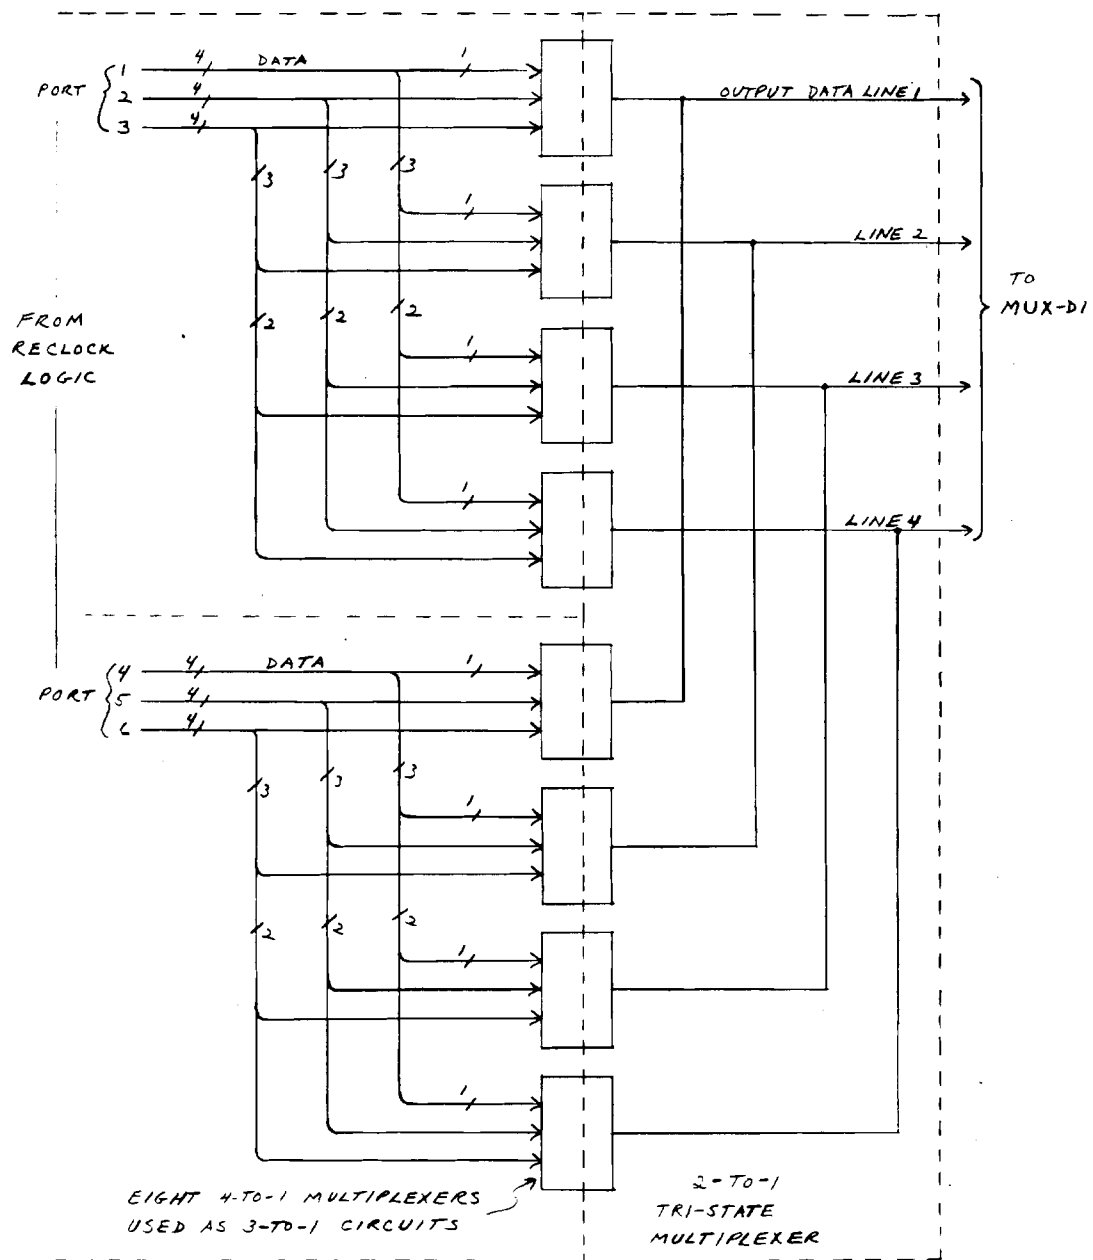 4 DATA 1
PORT { 1
2 4
3 4
OUTPUT DATA LINE 1
3 3 3
1
LINE 2
TO
MUX-DI
FROM
RECLOCK
LOGIC
2 2 2
1
LINE 3
1
LINE 4
4 DATA 1
PORT { 4
5 4
6 4
3 3 3
1
2 2 2
1
1
EIGHT 4-TO-1 MULTIPLEXERS
USED AS 3-TO-1 CIRCUITS
2-TO-1
TRI-STATE
MULTIPLEXER